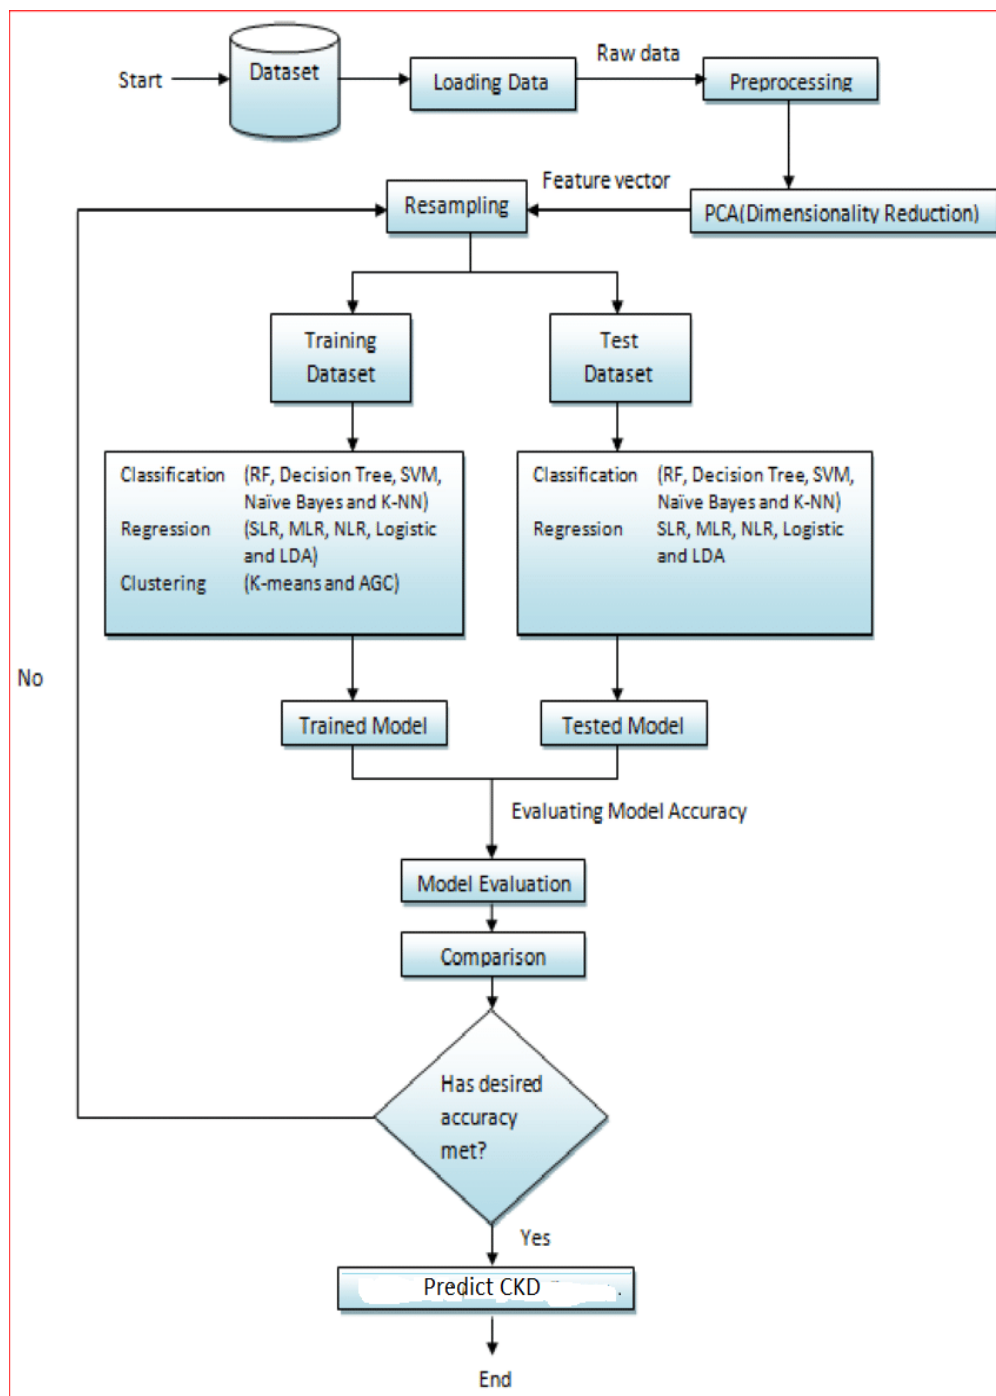 Start
Dataset
Loading Data
Raw data
Preprocessing
Feature vector
Resampling
PCA(Dimensionality Reduction)
Training
Dataset
Test
Dataset
Classification (RF, Decision Tree, SVM,
Naïve Bayes and K-NN)
Regression (SLR, MLR, NLR, Logistic
and LDA)
Clustering (K-means and AGC)
Classification (RF, Decision Tree, SVM,
Naïve Bayes and K-NN)
Regression SLR, MLR, NLR, Logistic
and LDA
No
Trained Model
Tested Model
Evaluating Model Accuracy
Model Evaluation
Comparison
Has desired
accuracy
met?
Yes
Predict CKD .
End